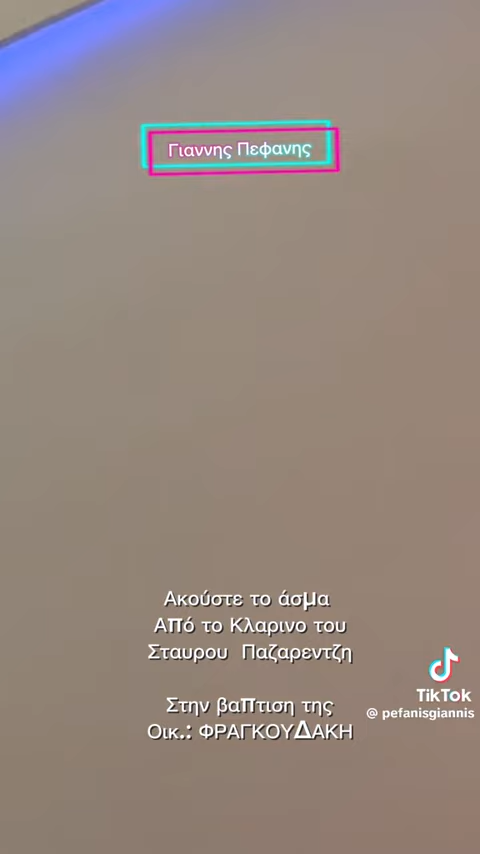 Γιαννης Πεφανης
Ακούστε το άσμα
Από το Κλαρινο του
Σταυρου Παζαρεντζη
Στην βαπτιση της
Οικ.: ΦΡΑΓΚΟΥΔΑΚΗ
TikTok
@ pefanisgiannis